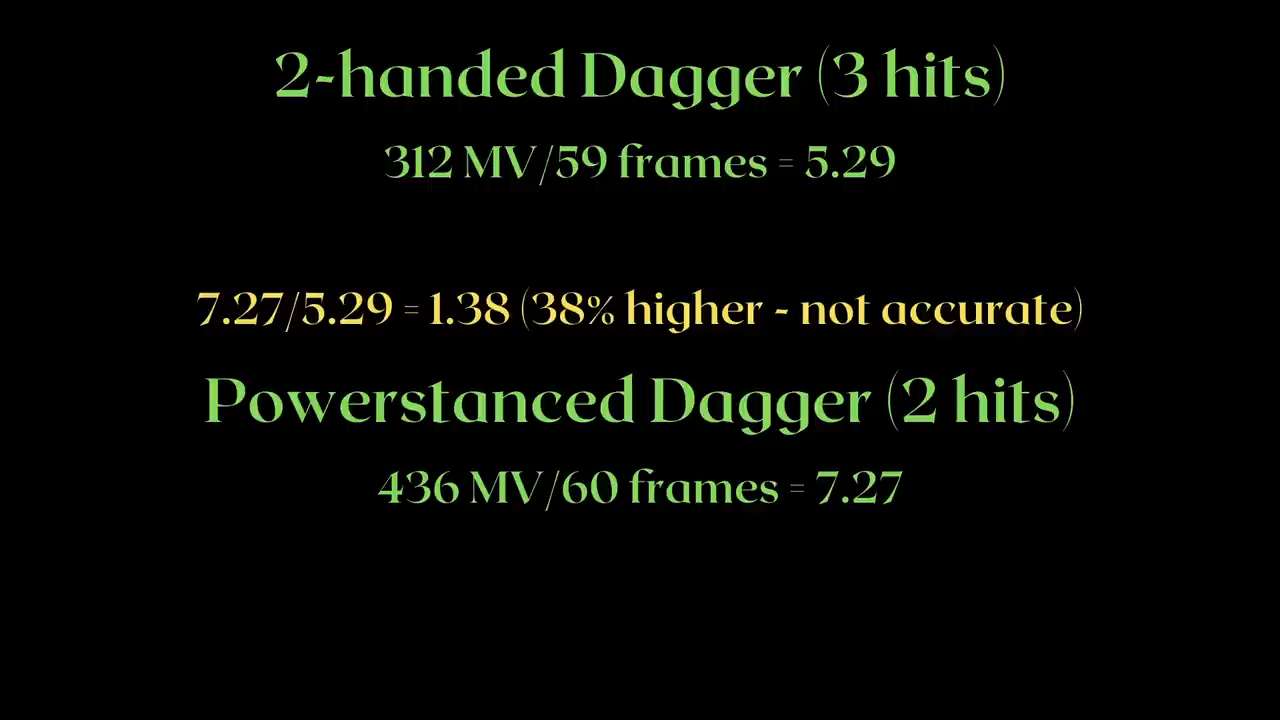 2-handed Dagger (3 hits)
312 MV/59 frames = 5.29
7.27/5.29 = 1.38 (38% higher - not accurate)
Powerstanced Dagger (2 hits)
436 MV/60 frames = 7.27